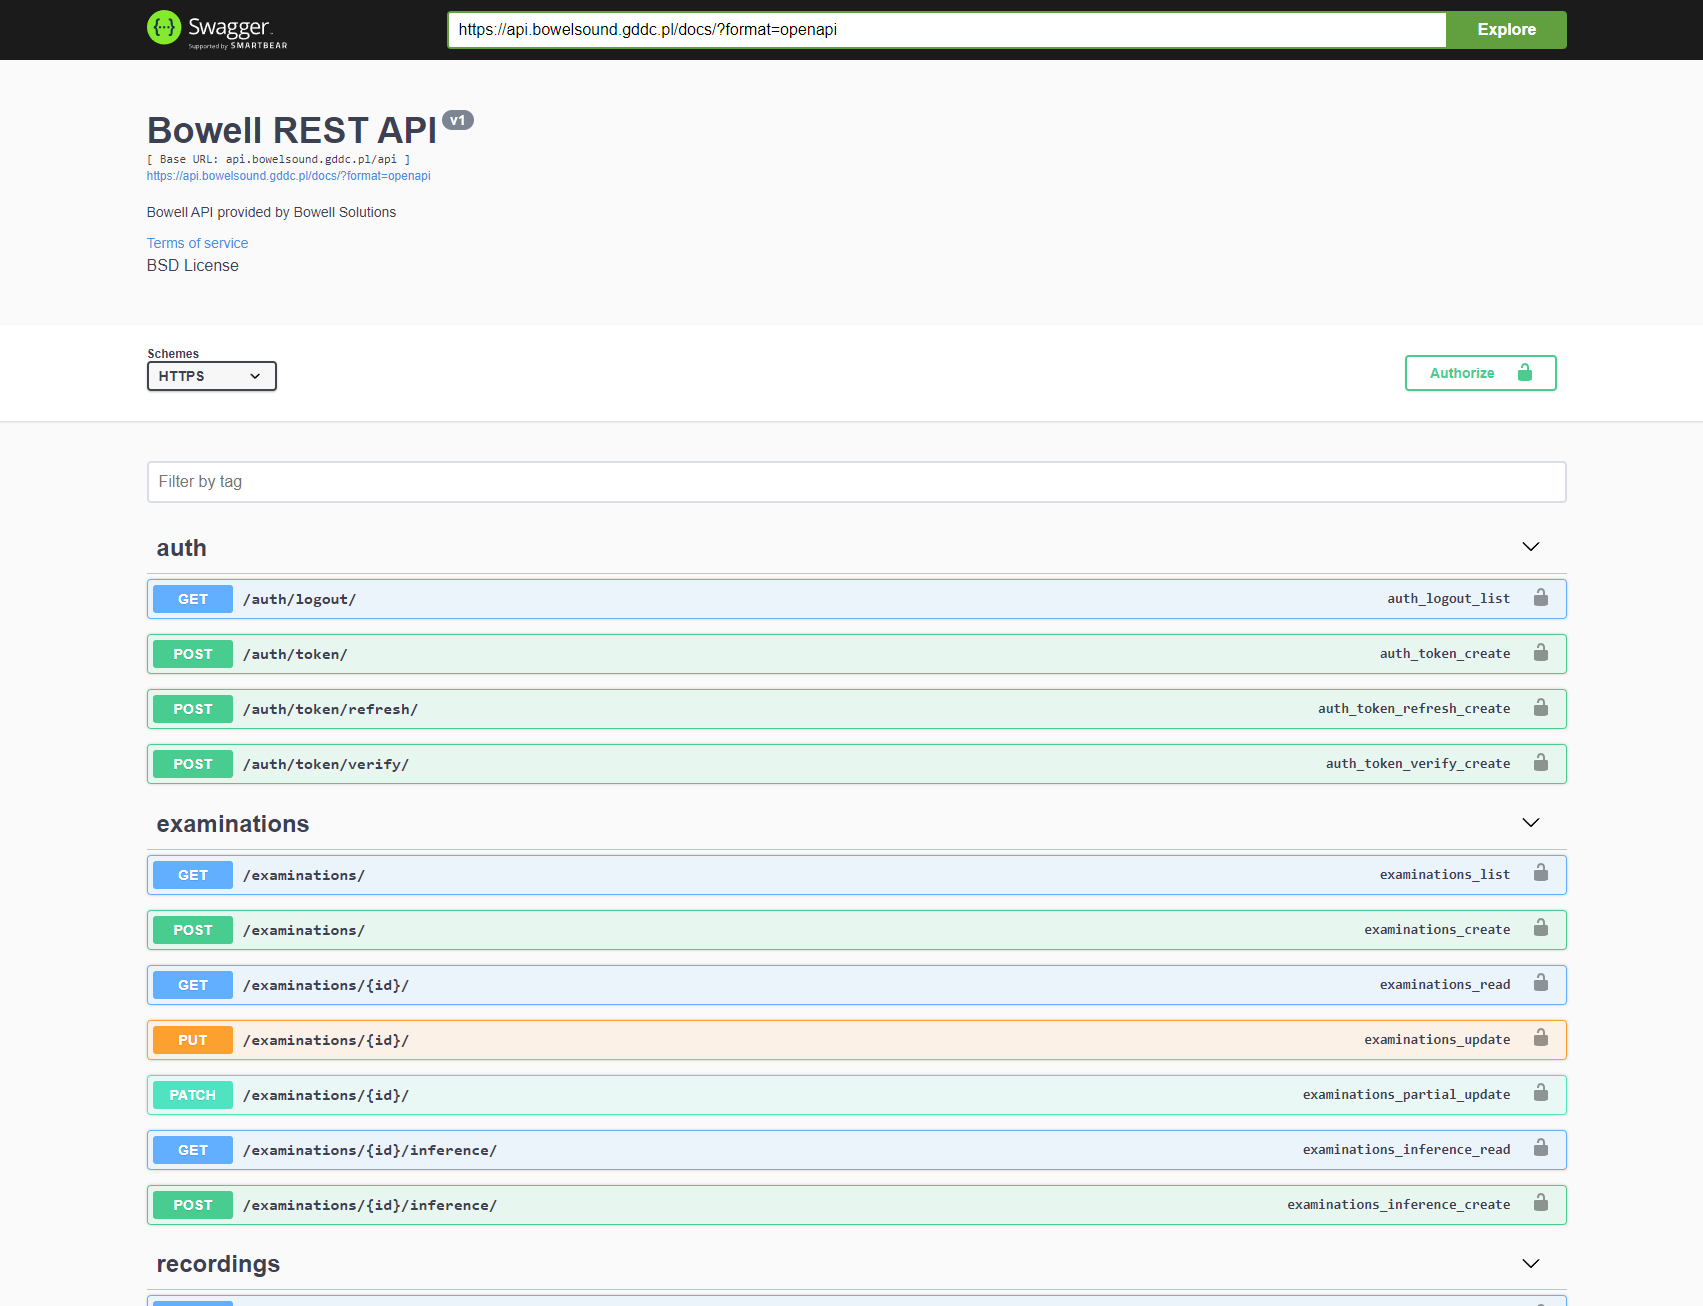 Swagger
Supported by SMARTBEAR
https://api.bowelsound.gddc.pl/docs/?format=openapi
Explore
Bowell REST API v1
[ Base URL: api.bowelsound.gddc.pl/api ]
https://api.bowelsound.gddc.pl/docs/?format=openapi
Bowell API provided by Bowell Solutions
Terms of service
BSD License
Schemes
HTTPS
Authorize
Filter by tag
auth
GET /auth/logout/ auth_logout_list
POST /auth/token/ auth_token_create
POST /auth/token/refresh/ auth_token_refresh_create
POST /auth/token/verify/ auth_token_verify_create
examinations
GET /examinations/ examinations_list
POST /examinations/ examinations_create
GET /examinations/{id}/ examinations_read
PUT /examinations/{id}/ examinations_update
PATCH /examinations/{id}/ examinations_partial_update
GET /examinations/{id}/inference/ examinations_inference_read
POST /examinations/{id}/inference/ examinations_inference_create
recordings